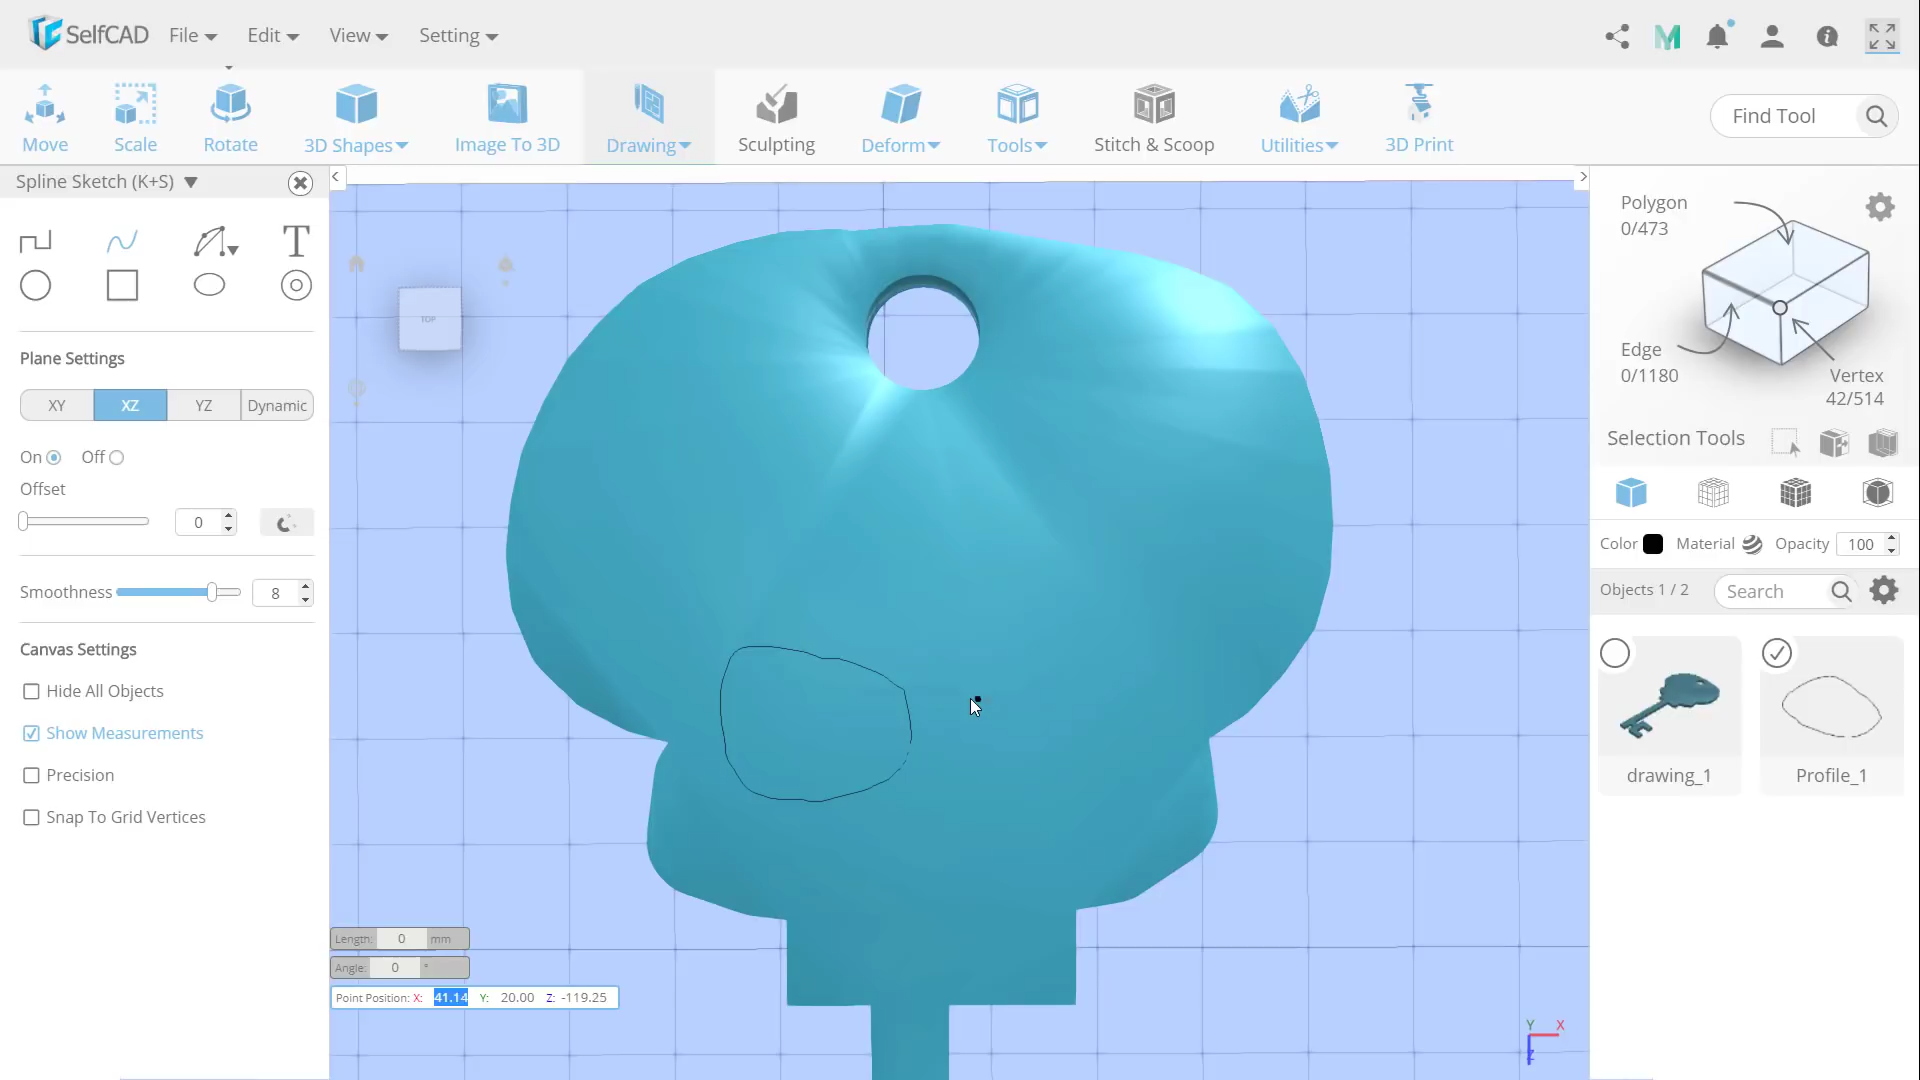 SelfCAD File Edit View Setting
Move Scale Rotate 3D Shapes Image To 3D Drawing Sculpting Deform Tools Stitch & Scoop Utilities 3D Print Find Tool
Spline Sketch (K+S)
T
Plane Settings
XY XZ YZ Dynamic
On Off
Offset
0
Smoothness 8
Canvas Settings
Hide All Objects
Show Measurements
Precision
Snap To Grid Vertices
TOP
Length: 0 mm
Angle: 0 °
Point Position: X: 41.14 Y: 20.00 Z: -119.25
Y X
Z
Polygon
0/473
Edge
0/1180
Vertex
42/514
Selection Tools
Color Material Opacity 100
Objects 1 / 2 Search
drawing_1 Profile_1